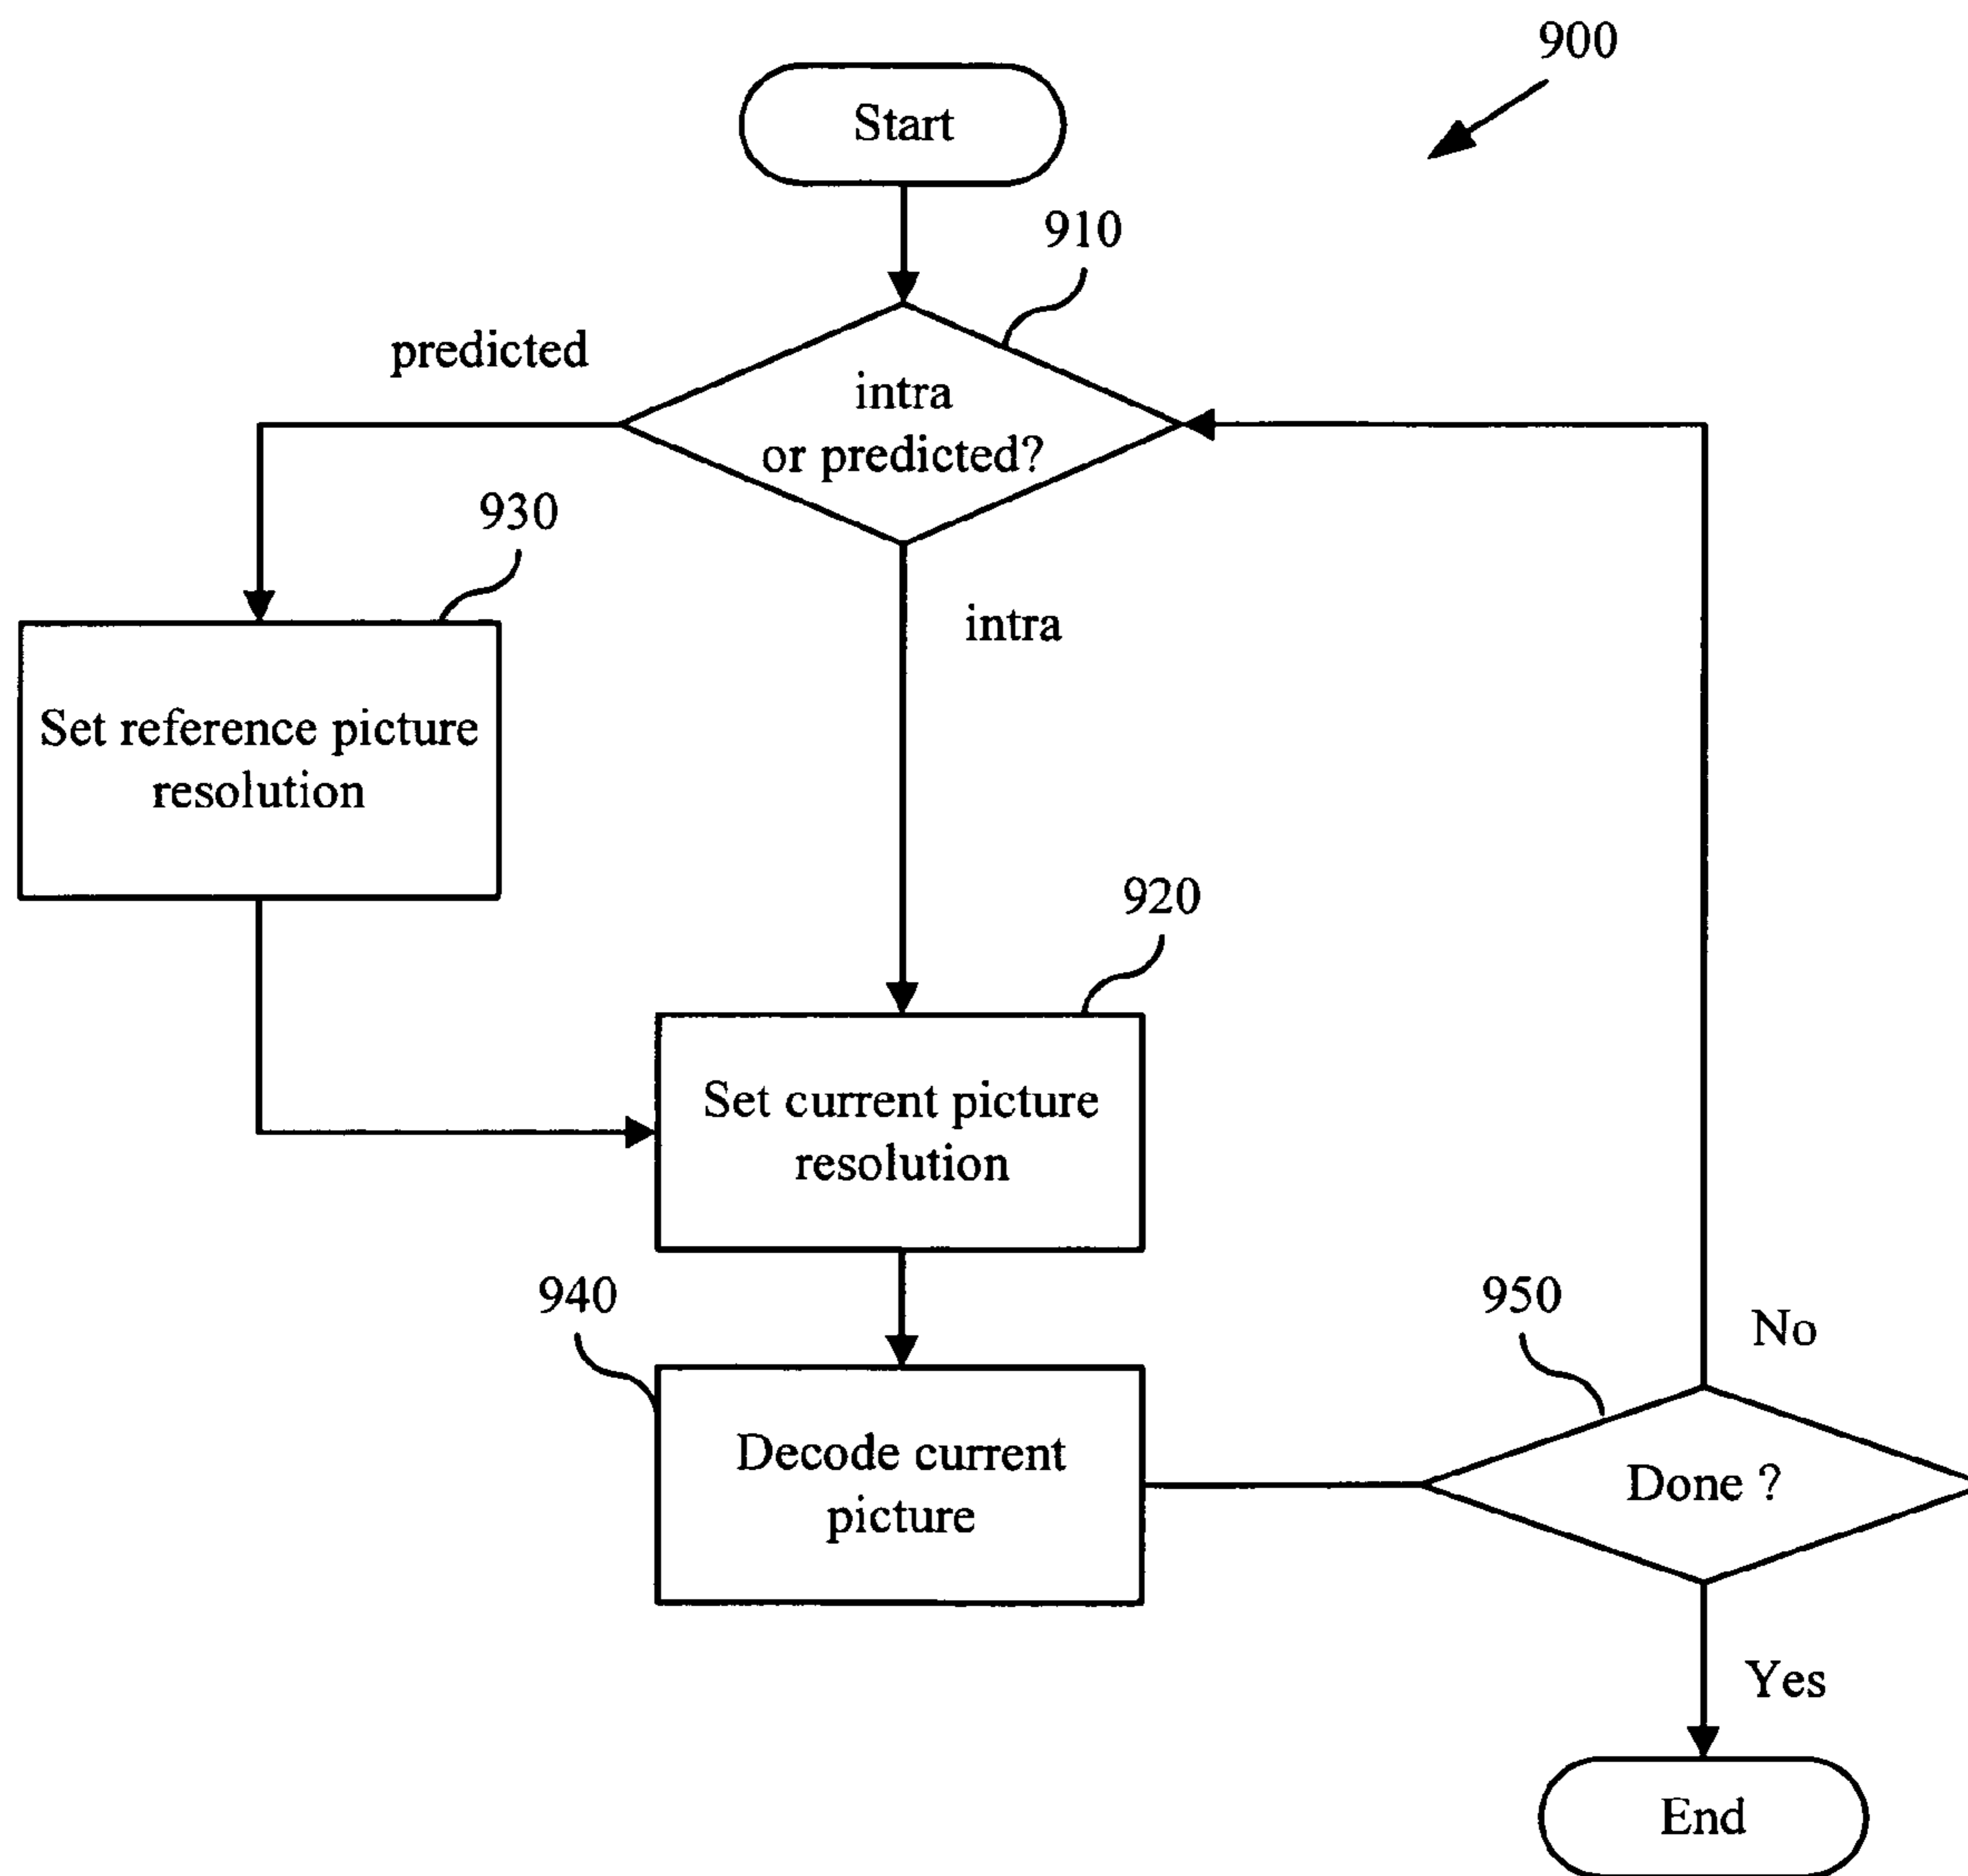 900
Start
910
predicted
intra
or predicted?
930
intra
Set reference picture
resolution
920
Set current picture
resolution
940
950
No
Decode current
picture
Done ?
Yes
End